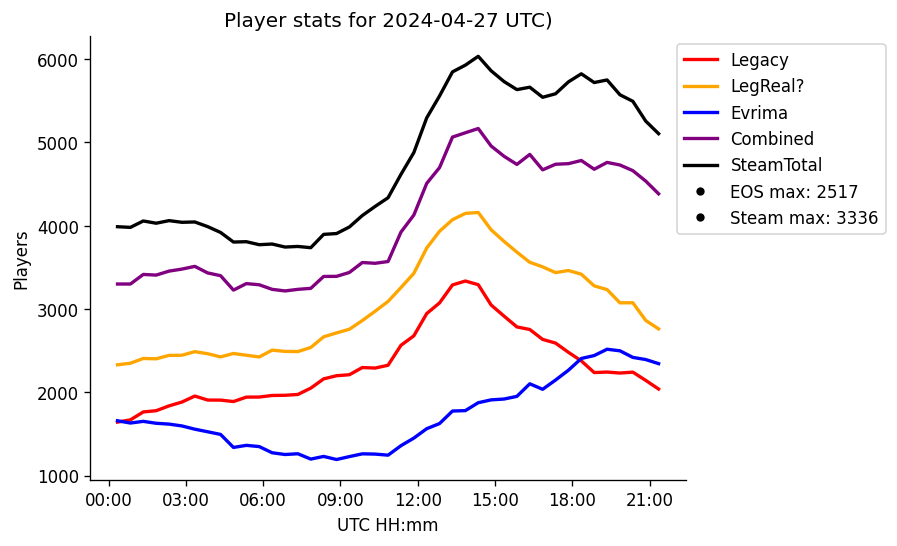 Player stats for 2024-04-27 UTC)
6000
5000
4000
3000
2000
1000
Players
00:00 03:00 06:00 09:00 12:00 15:00 18:00 21:00
UTC HH:mm
Legacy
LegReal?
Evrima
Combined
SteamTotal
EOS max: 2517
Steam max: 3336